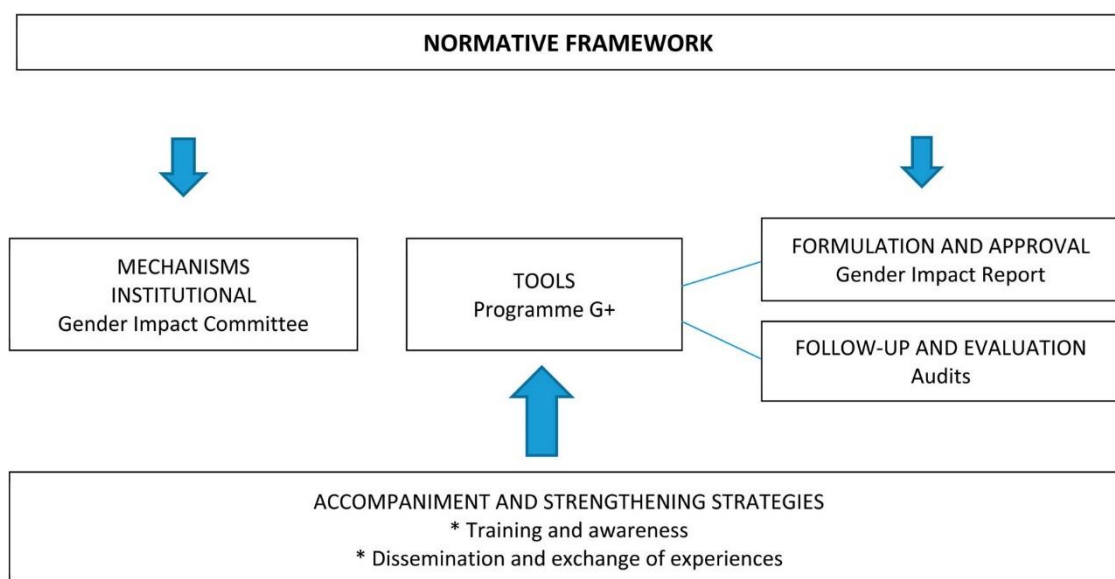 NORMATIVE FRAMEWORK
MECHANISMS
INSTITUTIONAL
Gender Impact Committee
TOOLS
Programme G+
FORMULATION AND APPROVAL
Gender Impact Report
FOLLOW-UP AND EVALUATION
Audits
ACCOMPANIMENT AND STRENGTHENING STRATEGIES
* Training and awareness
* Dissemination and exchange of experiences